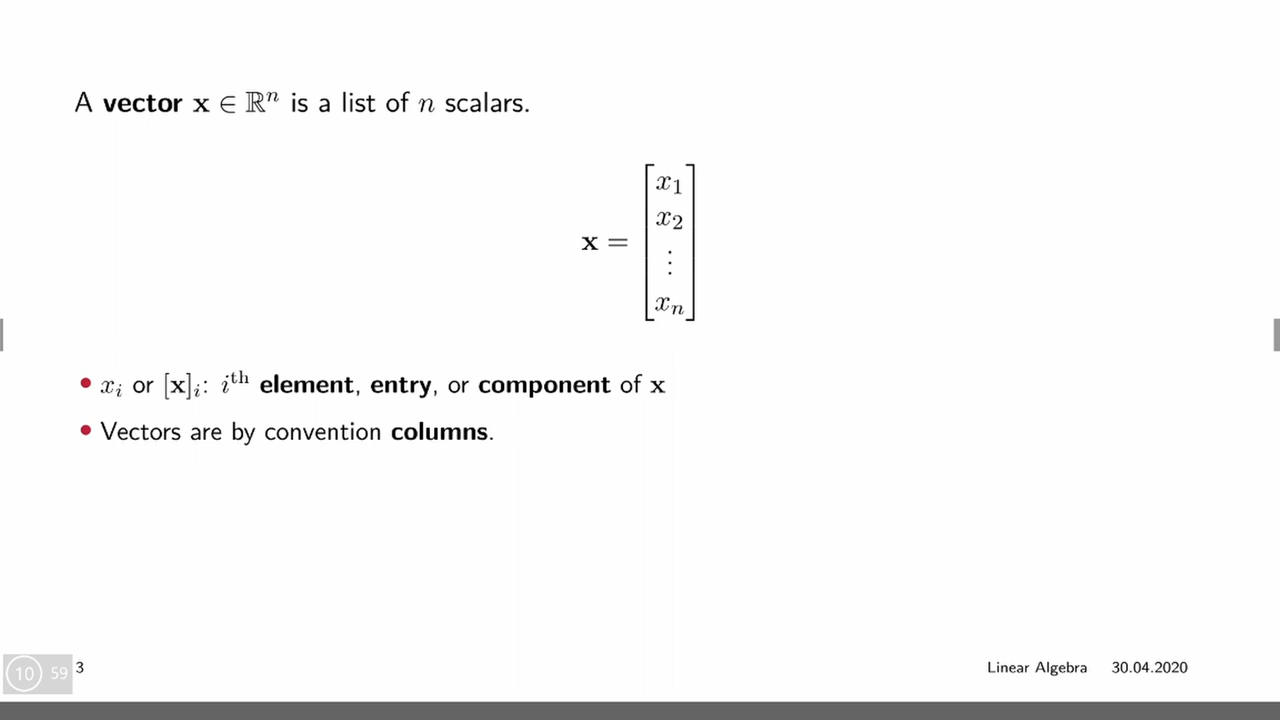 A vector x ∈ ℝⁿ is a list of n scalars.
x = [x₁
x₂
⋮
xₙ]
• xᵢ or [x]ᵢ: iᵗʰ element, entry, or component of x
• Vectors are by convention columns.
10 59 3 Linear Algebra 30.04.2020